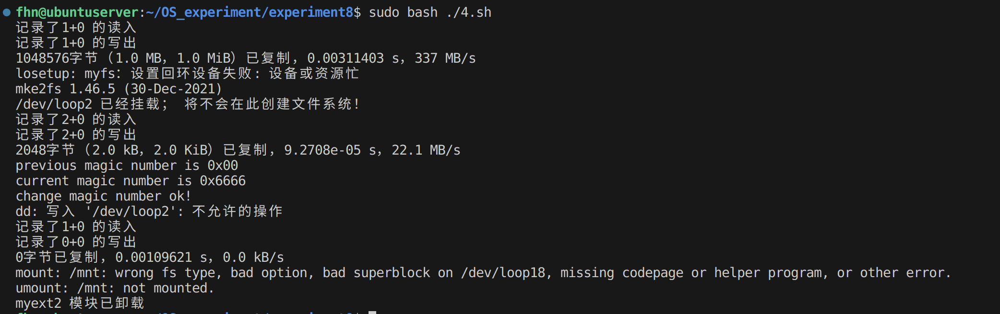 fhn@ubuntuserver:~/OS_experiment/experiment8$ sudo bash ./4.sh
记录了1+0 的读入
记录了1+0 的写出
1048576字节（1.0 MB，1.0 MiB）已复制，0.00311403 s，337 MB/s
losetup: myfs：设置回环设备失败: 设备或资源忙
mke2fs 1.46.5 (30-Dec-2021)
/dev/loop2 已经挂载； 将不会在此创建文件系统！
记录了2+0 的读入
记录了2+0 的写出
2048字节（2.0 kB，2.0 KiB）已复制，9.2708e-05 s，22.1 MB/s
previous magic number is 0x00
current magic number is 0x6666
change magic number ok!
dd: 写入 '/dev/loop2': 不允许的操作
记录了1+0 的读入
记录了0+0 的写出
0字节已复制，0.00109621 s，0.0 kB/s
mount: /mnt: wrong fs type, bad option, bad superblock on /dev/loop18, missing codepage or helper program, or other error.
umount: /mnt: not mounted.
myext2 模块已卸载